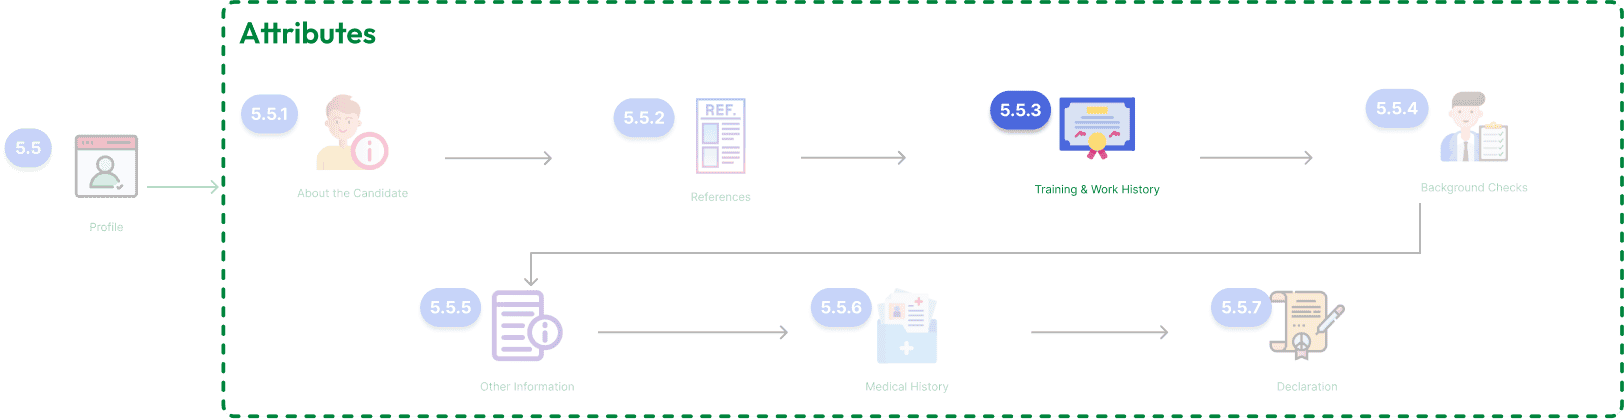 Attributes
5.5
Profile
5.5.1
About the Candidate
5.5.2
REF.
References
5.5.3
Training & Work History
5.5.4
Background Checks
5.5.5
Other Information
5.5.6
Medical History
5.5.7
Declaration